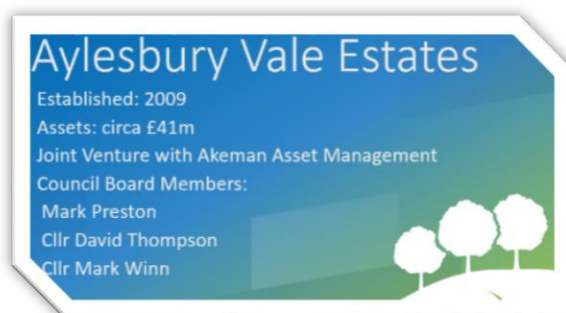 Aylesbury Vale Estates
Established: 2009
Assets: circa £41m
Joint Venture with Akeman Asset Management
Council Board Members:
Mark Preston
Cllr David Thompson
Cllr Mark Winn